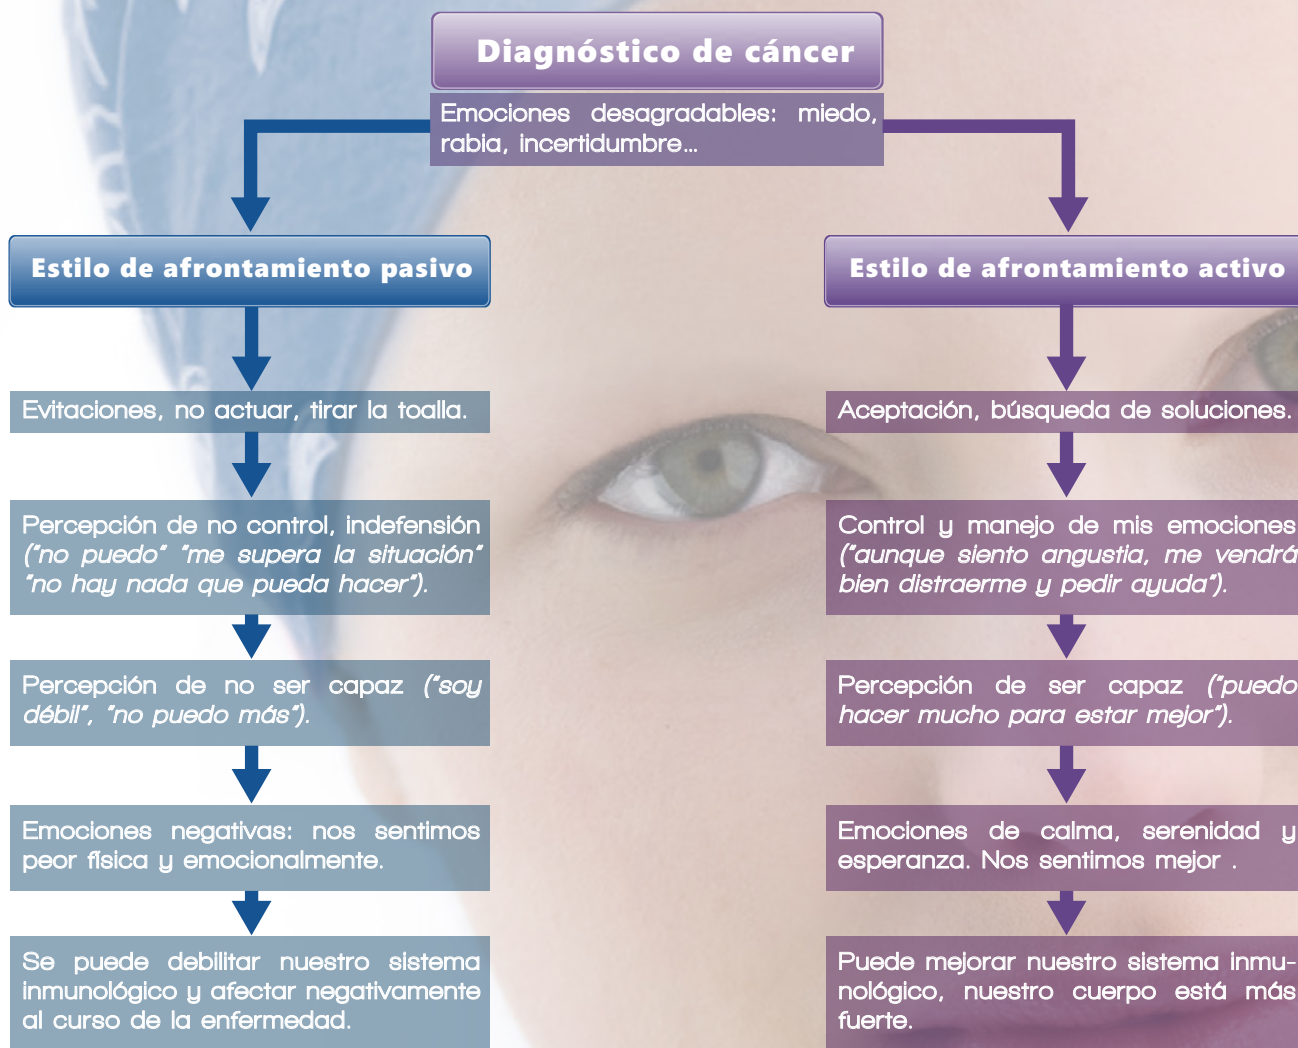 Diagnóstico de cáncer
Emociones desagradables: miedo,
rabia, incertidumbre...
Estilo de afrontamiento pasivo
Evitaciones, no actuar, tirar la toalla.
Percepción de no control, indefensión
("no puedo" "me supera la situación"
"no hay nada que pueda hacer").
Percepción de no ser capaz ("soy
débil", "no puedo más").
Emociones negativas: nos sentimos
peor física y emocionalmente.
Se puede debilitar nuestro sistema
inmunológico y afectar negativamente
al curso de la enfermedad.
Estilo de afrontamiento activo
Aceptación, búsqueda de soluciones.
Control y manejo de mis emociones
("aunque siento angustia, me vendrá
bien distraerme y pedir ayuda").
Percepción de ser capaz ("puedo
hacer mucho para estar mejor").
Emociones de calma, serenidad y
esperanza. Nos sentimos mejor .
Puede mejorar nuestro sistema inmu-
nológico, nuestro cuerpo está más
fuerte.